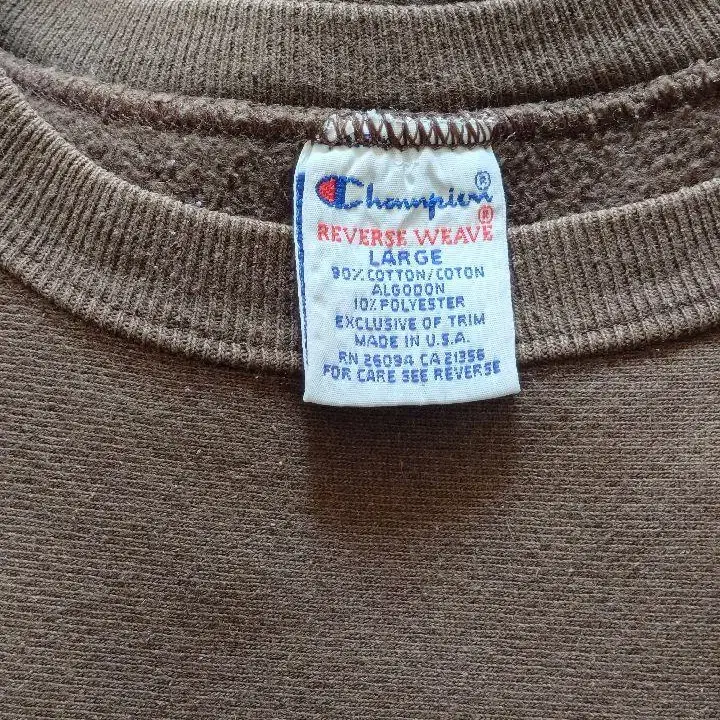 Champion®
REVERSE WEAVE®
LARGE
90% COTTON/COTON
ALGODON
10% POLYESTER
EXCLUSIVE OF TRIM
MADE IN U.S.A.
RN 26094 CA 21356
FOR CARE SEE REVERSE